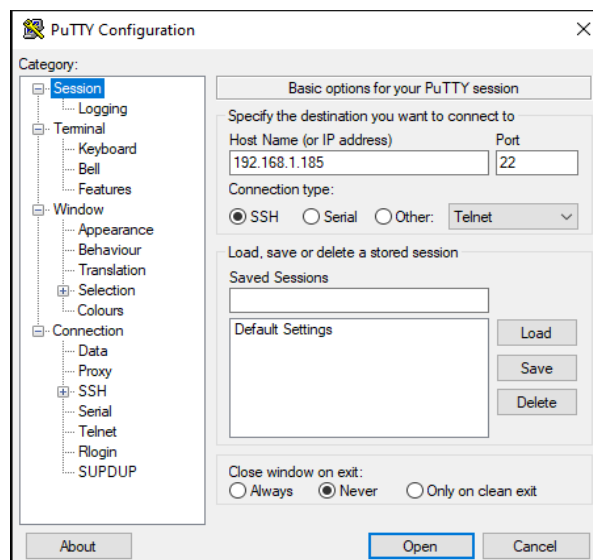 PuTTY Configuration
Category:
Session
Logging
Terminal
Keyboard
Bell
Features
Window
Appearance
Behaviour
Translation
Selection
Colours
Connection
Data
Proxy
SSH
Serial
Telnet
Rlogin
SUPDUP
Basic options for your PuTTY session
Specify the destination you want to connect to
Host Name (or IP address) Port
192.168.1.185 22
Connection type:
SSH Serial Other: Telnet
Load, save or delete a stored session
Saved Sessions
Default Settings
Load
Save
Delete
Close window on exit:
Always Never Only on clean exit
About Open Cancel